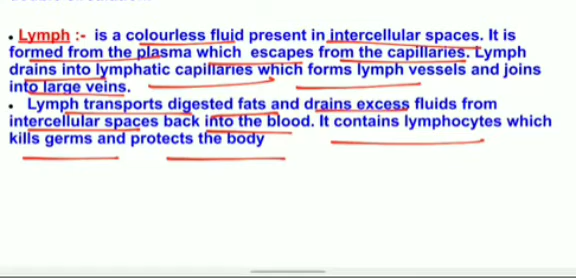 • Lymph :- is a colourless fluid present in intercellular spaces. It is
formed from the plasma which escapes from the capillaries. Lymph
drains into lymphatic capillaries which forms lymph vessels and joins
into large veins.
• Lymph transports digested fats and drains excess fluids from
intercellular spaces back into the blood. It contains lymphocytes which
kills germs and protects the body